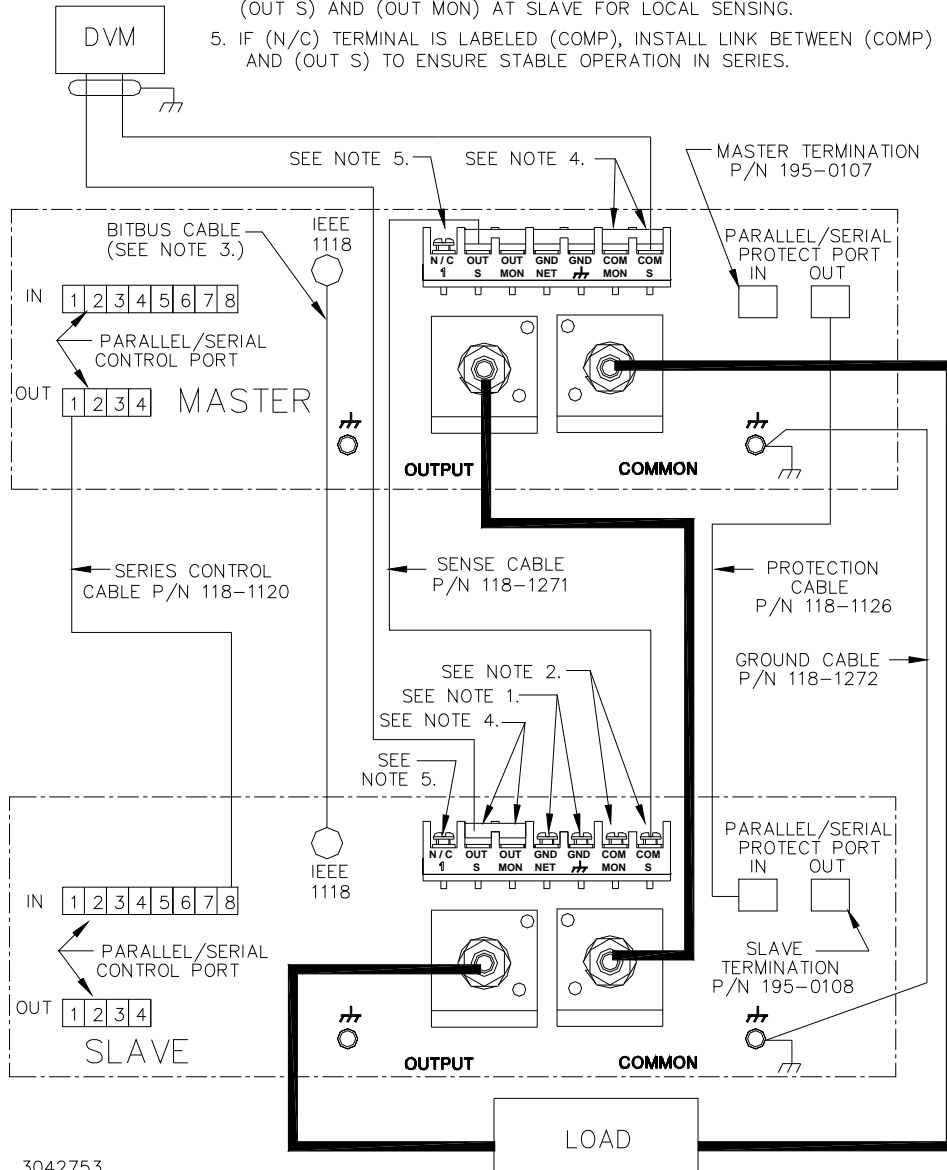 (OUT S) AND (OUT MON) AT SLAVE FOR LOCAL SENSING.
5. IF (N/C) TERMINAL IS LABELED (COMP), INSTALL LINK BETWEEN (COMP)
AND (OUT S) TO ENSURE STABLE OPERATION IN SERIES.
DVM
SEE NOTE 5.
SEE NOTE 4.
MASTER TERMINATION
P/N 195-0107
BITBUS CABLE
(SEE NOTE 3.)
IEEE
1118
N / C OUT OUT GND GND COM COM
1 S MON NET MON S
PARALLEL/SERIAL
PROTECT PORT
IN OUT
IN 1 2 3 4 5 6 7 8
PARALLEL/SERIAL
CONTROL PORT
OUT 1 2 3 4
MASTER
OUTPUT
COMMON
SERIES CONTROL
CABLE P/N 118-1120
SENSE CABLE
P/N 118-1271
PROTECTION
CABLE
P/N 118-1126
GROUND CABLE
P/N 118-1272
SEE NOTE 2.
SEE NOTE 1.
SEE NOTE 4.
SEE
NOTE 5.
IEEE
1118
N / C OUT OUT GND GND COM COM
1 S MON NET MON S
PARALLEL/SERIAL
PROTECT PORT
IN OUT
IN 1 2 3 4 5 6 7 8
PARALLEL/SERIAL
CONTROL PORT
OUT 1 2 3 4
SLAVE
SLAVE
TERMINATION
P/N 195-0108
OUTPUT
COMMON
LOAD
3042753